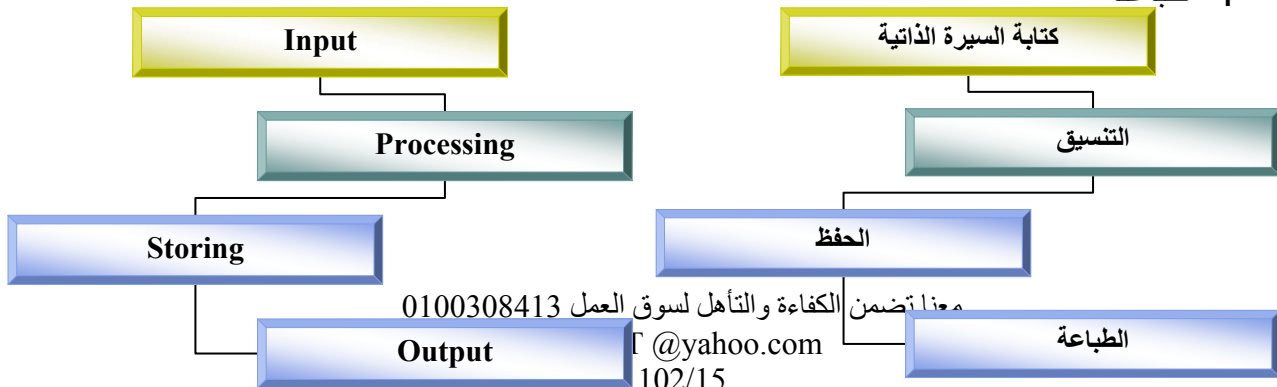 Input
كتابة السيرة الذاتية
Processing
التنسيق
Storing
الحفظ
معنا تضمن الكفاءة والتأهل لسوق العمل 0100308413
Output
@yahoo.com
الطباعة
102/15